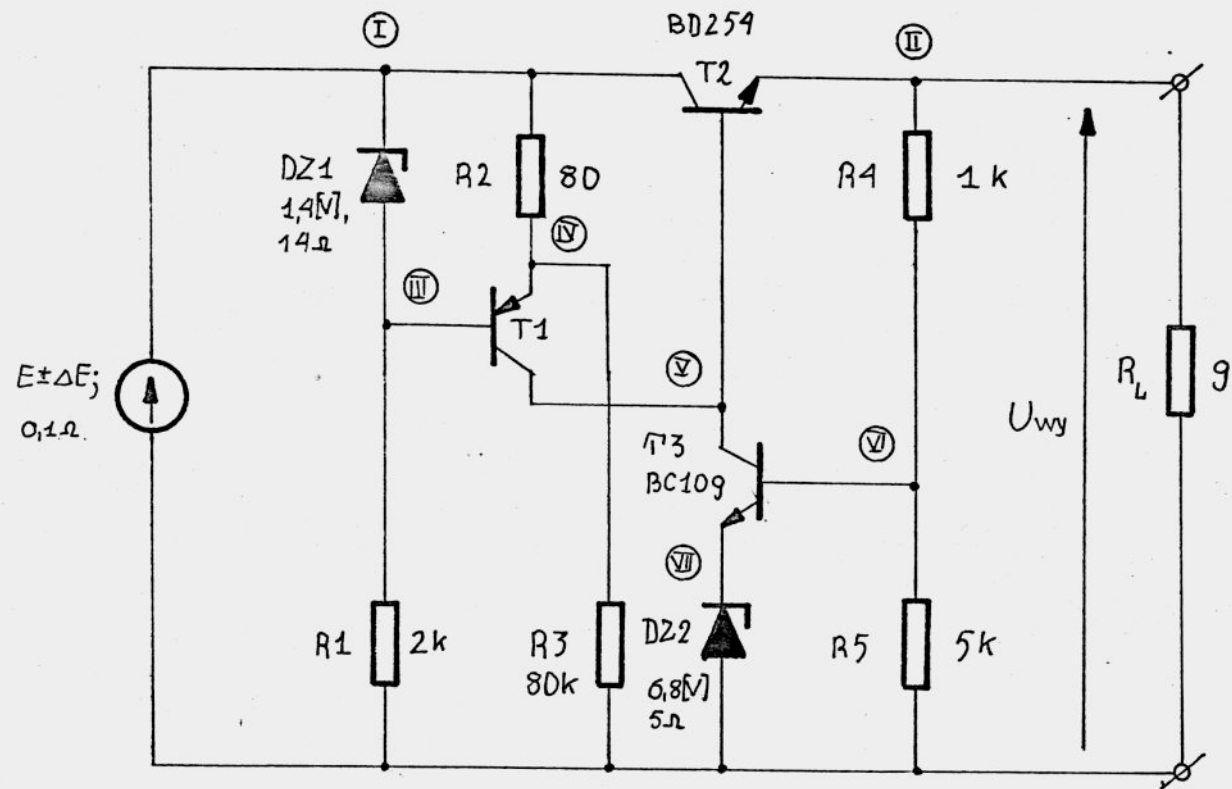 I
BD254
II
T2
DZ1
1,4[V],
14Ω
R2
80
R4
1k
IV
III
T1
V
E±ΔE;
0,1Ω
T3
BC109
VI
Uwy
RL
9
VII
R1
2k
R3
80k
DZ2
6,8[V]
5Ω
R5
5k